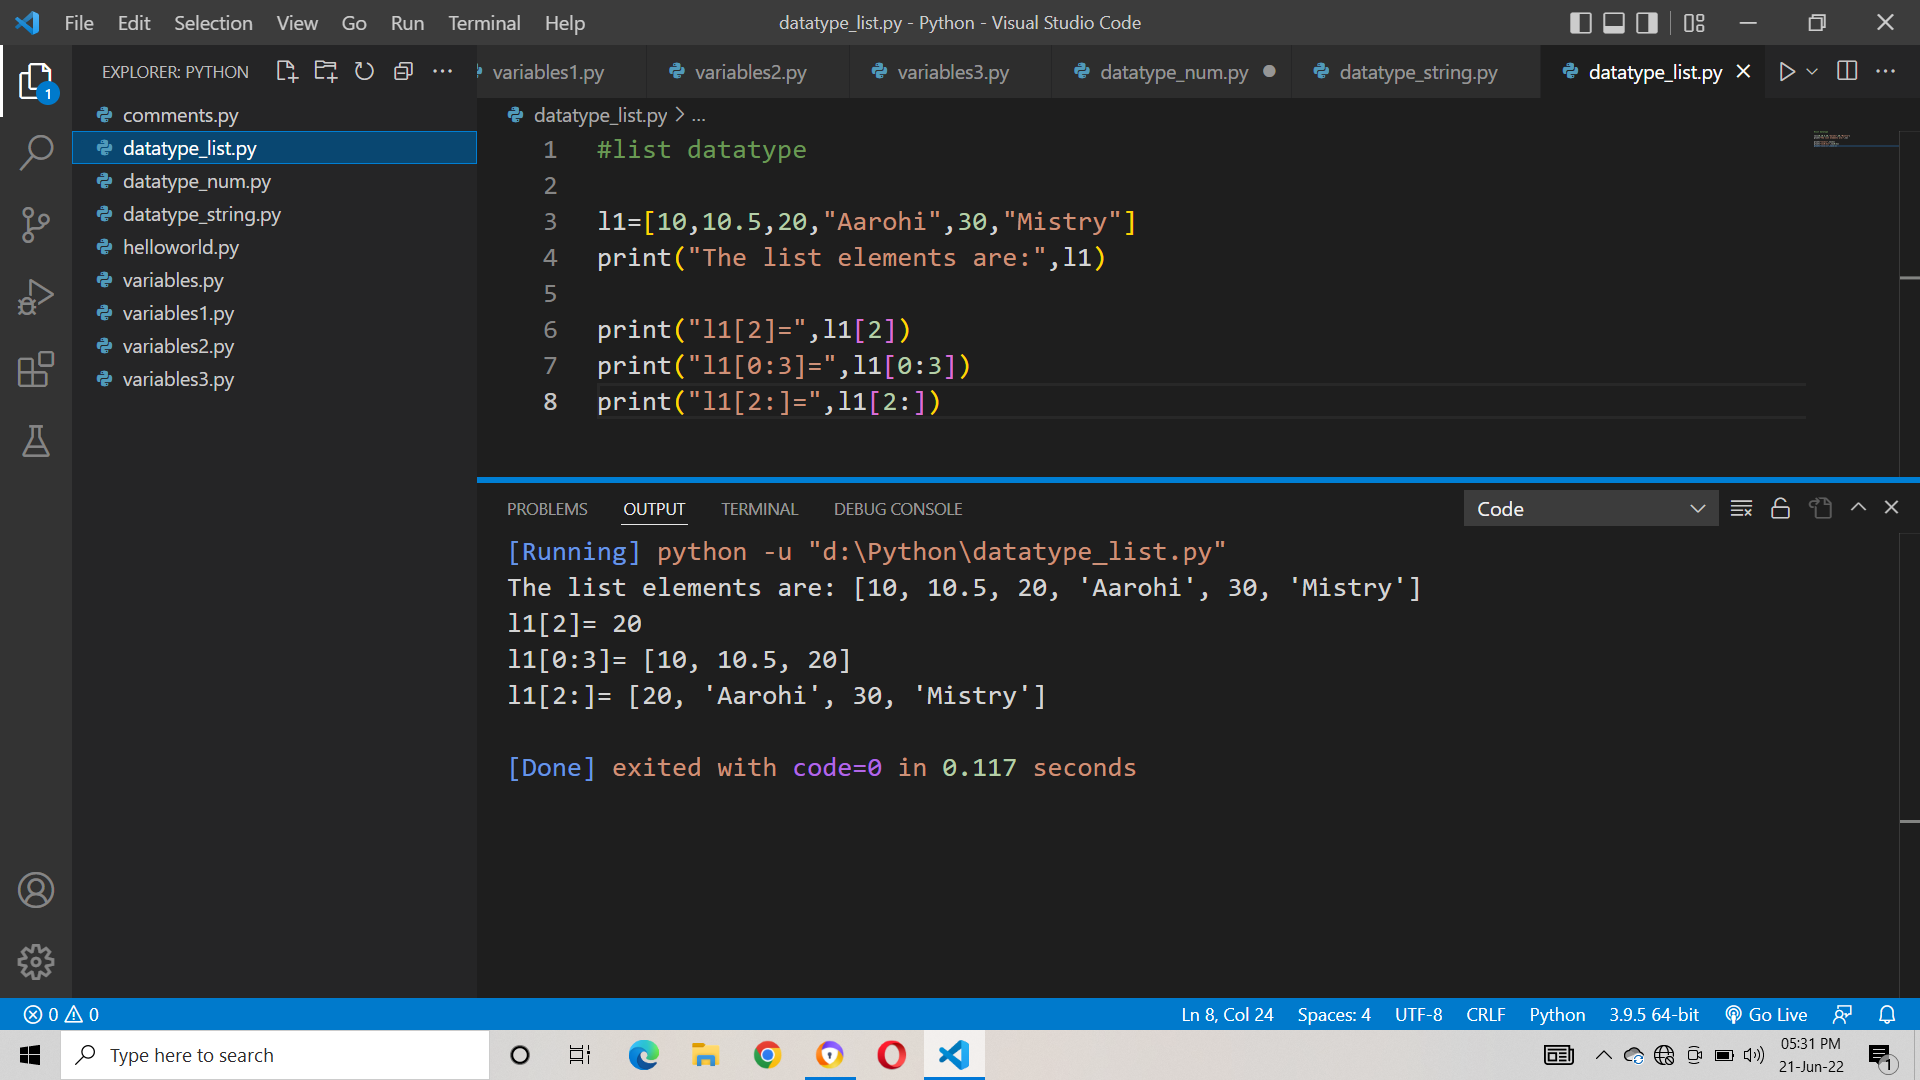 File Edit Selection View Go Run Terminal Help datatype_list.py - Python - Visual Studio Code
EXPLORER: PYTHON
1
comments.py
datatype_list.py
datatype_num.py
datatype_string.py
helloworld.py
variables.py
variables1.py
variables2.py
variables3.py
variables1.py variables2.py variables3.py datatype_num.py datatype_string.py datatype_list.py
datatype_list.py > ...
1 #list datatype
2
3 l1=[10,10.5,20,"Aarohi",30,"Mistry"]
4 print("The list elements are:",l1)
5
6 print("l1[2]=",l1[2])
7 print("l1[0:3]=",l1[0:3])
8 print("l1[2:]=",l1[2:])
PROBLEMS OUTPUT TERMINAL DEBUG CONSOLE Code
[Running] python -u "d:\Python\datatype_list.py"
The list elements are: [10, 10.5, 20, 'Aarohi', 30, 'Mistry']
l1[2]= 20
l1[0:3]= [10, 10.5, 20]
l1[2:]= [20, 'Aarohi', 30, 'Mistry']
[Done] exited with code=0 in 0.117 seconds
0 0 Ln 8, Col 24 Spaces: 4 UTF-8 CRLF Python 3.9.5 64-bit Go Live
Type here to search
05:31 PM
21-Jun-22
1